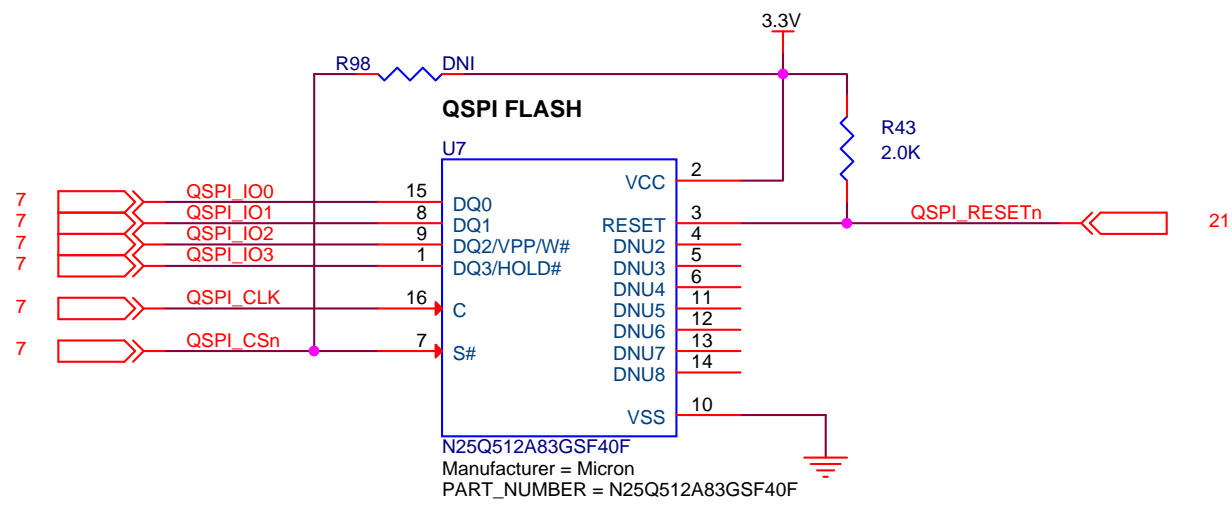 3.3V
R98 DNI
QSPI FLASH
R43
2.0K
U7
VCC 2
7 QSPI_IO0 15 DQ0
7 QSPI_IO1 8 DQ1
7 QSPI_IO2 9 DQ2/VPP/W#
7 QSPI_IO3 1 DQ3/HOLD#
7 QSPI_CLK 16 C
7 QSPI_CSn 7 S#
RESET 3 QSPI_RESETn 21
DNU2 4
DNU3 5
DNU4 6
DNU5 11
DNU6 12
DNU7 13
DNU8 14
VSS 10
N25Q512A83GSF40F
Manufacturer = Micron
PART_NUMBER = N25Q512A83GSF40F